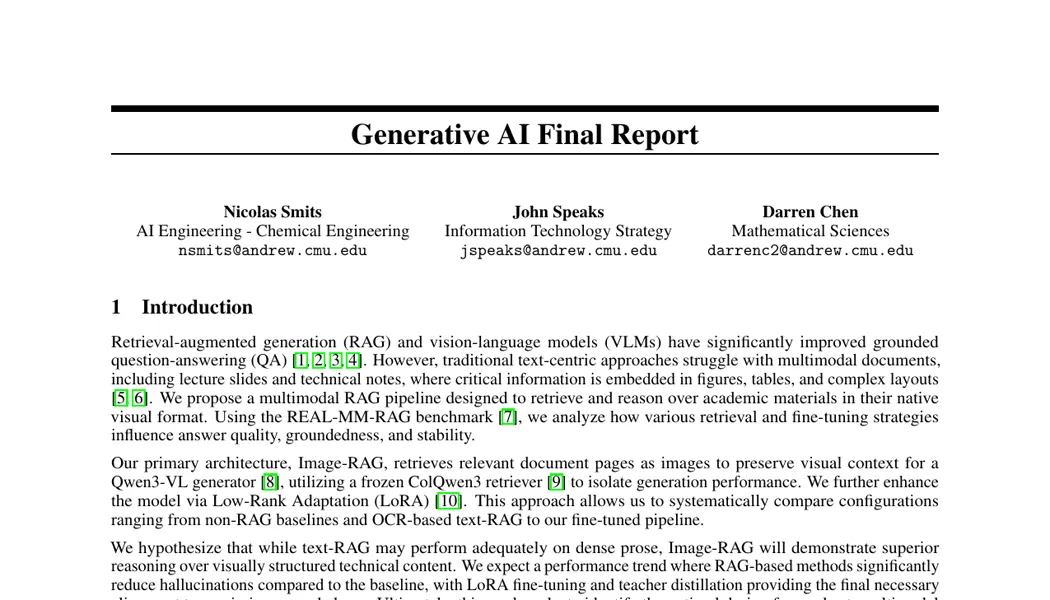 Generative AI Final Report
Nicolas Smits
AI Engineering - Chemical Engineering
nsmits@andrew.cmu.edu
John Speaks
Information Technology Strategy
jspeaks@andrew.cmu.edu
Darren Chen
Mathematical Sciences
darrenc2@andrew.cmu.edu
1 Introduction
Retrieval-augmented generation (RAG) and vision-language models (VLMs) have significantly improved grounded
question-answering (QA) [1, 2, 3, 4]. However, traditional text-centric approaches struggle with multimodal documents,
including lecture slides and technical notes, where critical information is embedded in figures, tables, and complex layouts
[5, 6]. We propose a multimodal RAG pipeline designed to retrieve and reason over academic materials in their native
visual format. Using the REAL-MM-RAG benchmark [7], we analyze how various retrieval and fine-tuning strategies
influence answer quality, groundedness, and stability.
Our primary architecture, Image-RAG, retrieves relevant document pages as images to preserve visual context for a
Qwen3-VL generator [8], utilizing a frozen ColQwen3 retriever [9] to isolate generation performance. We further enhance
the model via Low-Rank Adaptation (LoRA) [10]. This approach allows us to systematically compare configurations
ranging from non-RAG baselines and OCR-based text-RAG to our fine-tuned pipeline.
We hypothesize that while text-RAG may perform adequately on dense prose, Image-RAG will demonstrate superior
reasoning over visually structured technical content. We expect a performance trend where RAG-based methods significantly
reduce hallucinations compared to the baseline, with LoRA fine-tuning and teacher distillation providing the final necessary